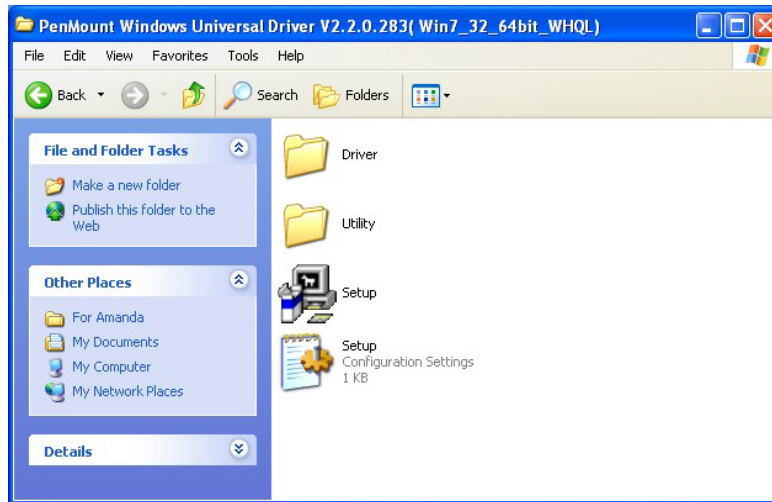 PenMount Windows Universal Driver V2.2.0.283( Win7_32_64bit_WHQL)
File Edit View Favorites Tools Help
Back Search Folders
File and Folder Tasks
Make a new folder
Publish this folder to the
Web
Other Places
For Amanda
My Documents
My Computer
My Network Places
Details
Driver
Utility
Setup
Setup
Configuration Settings
1 KB